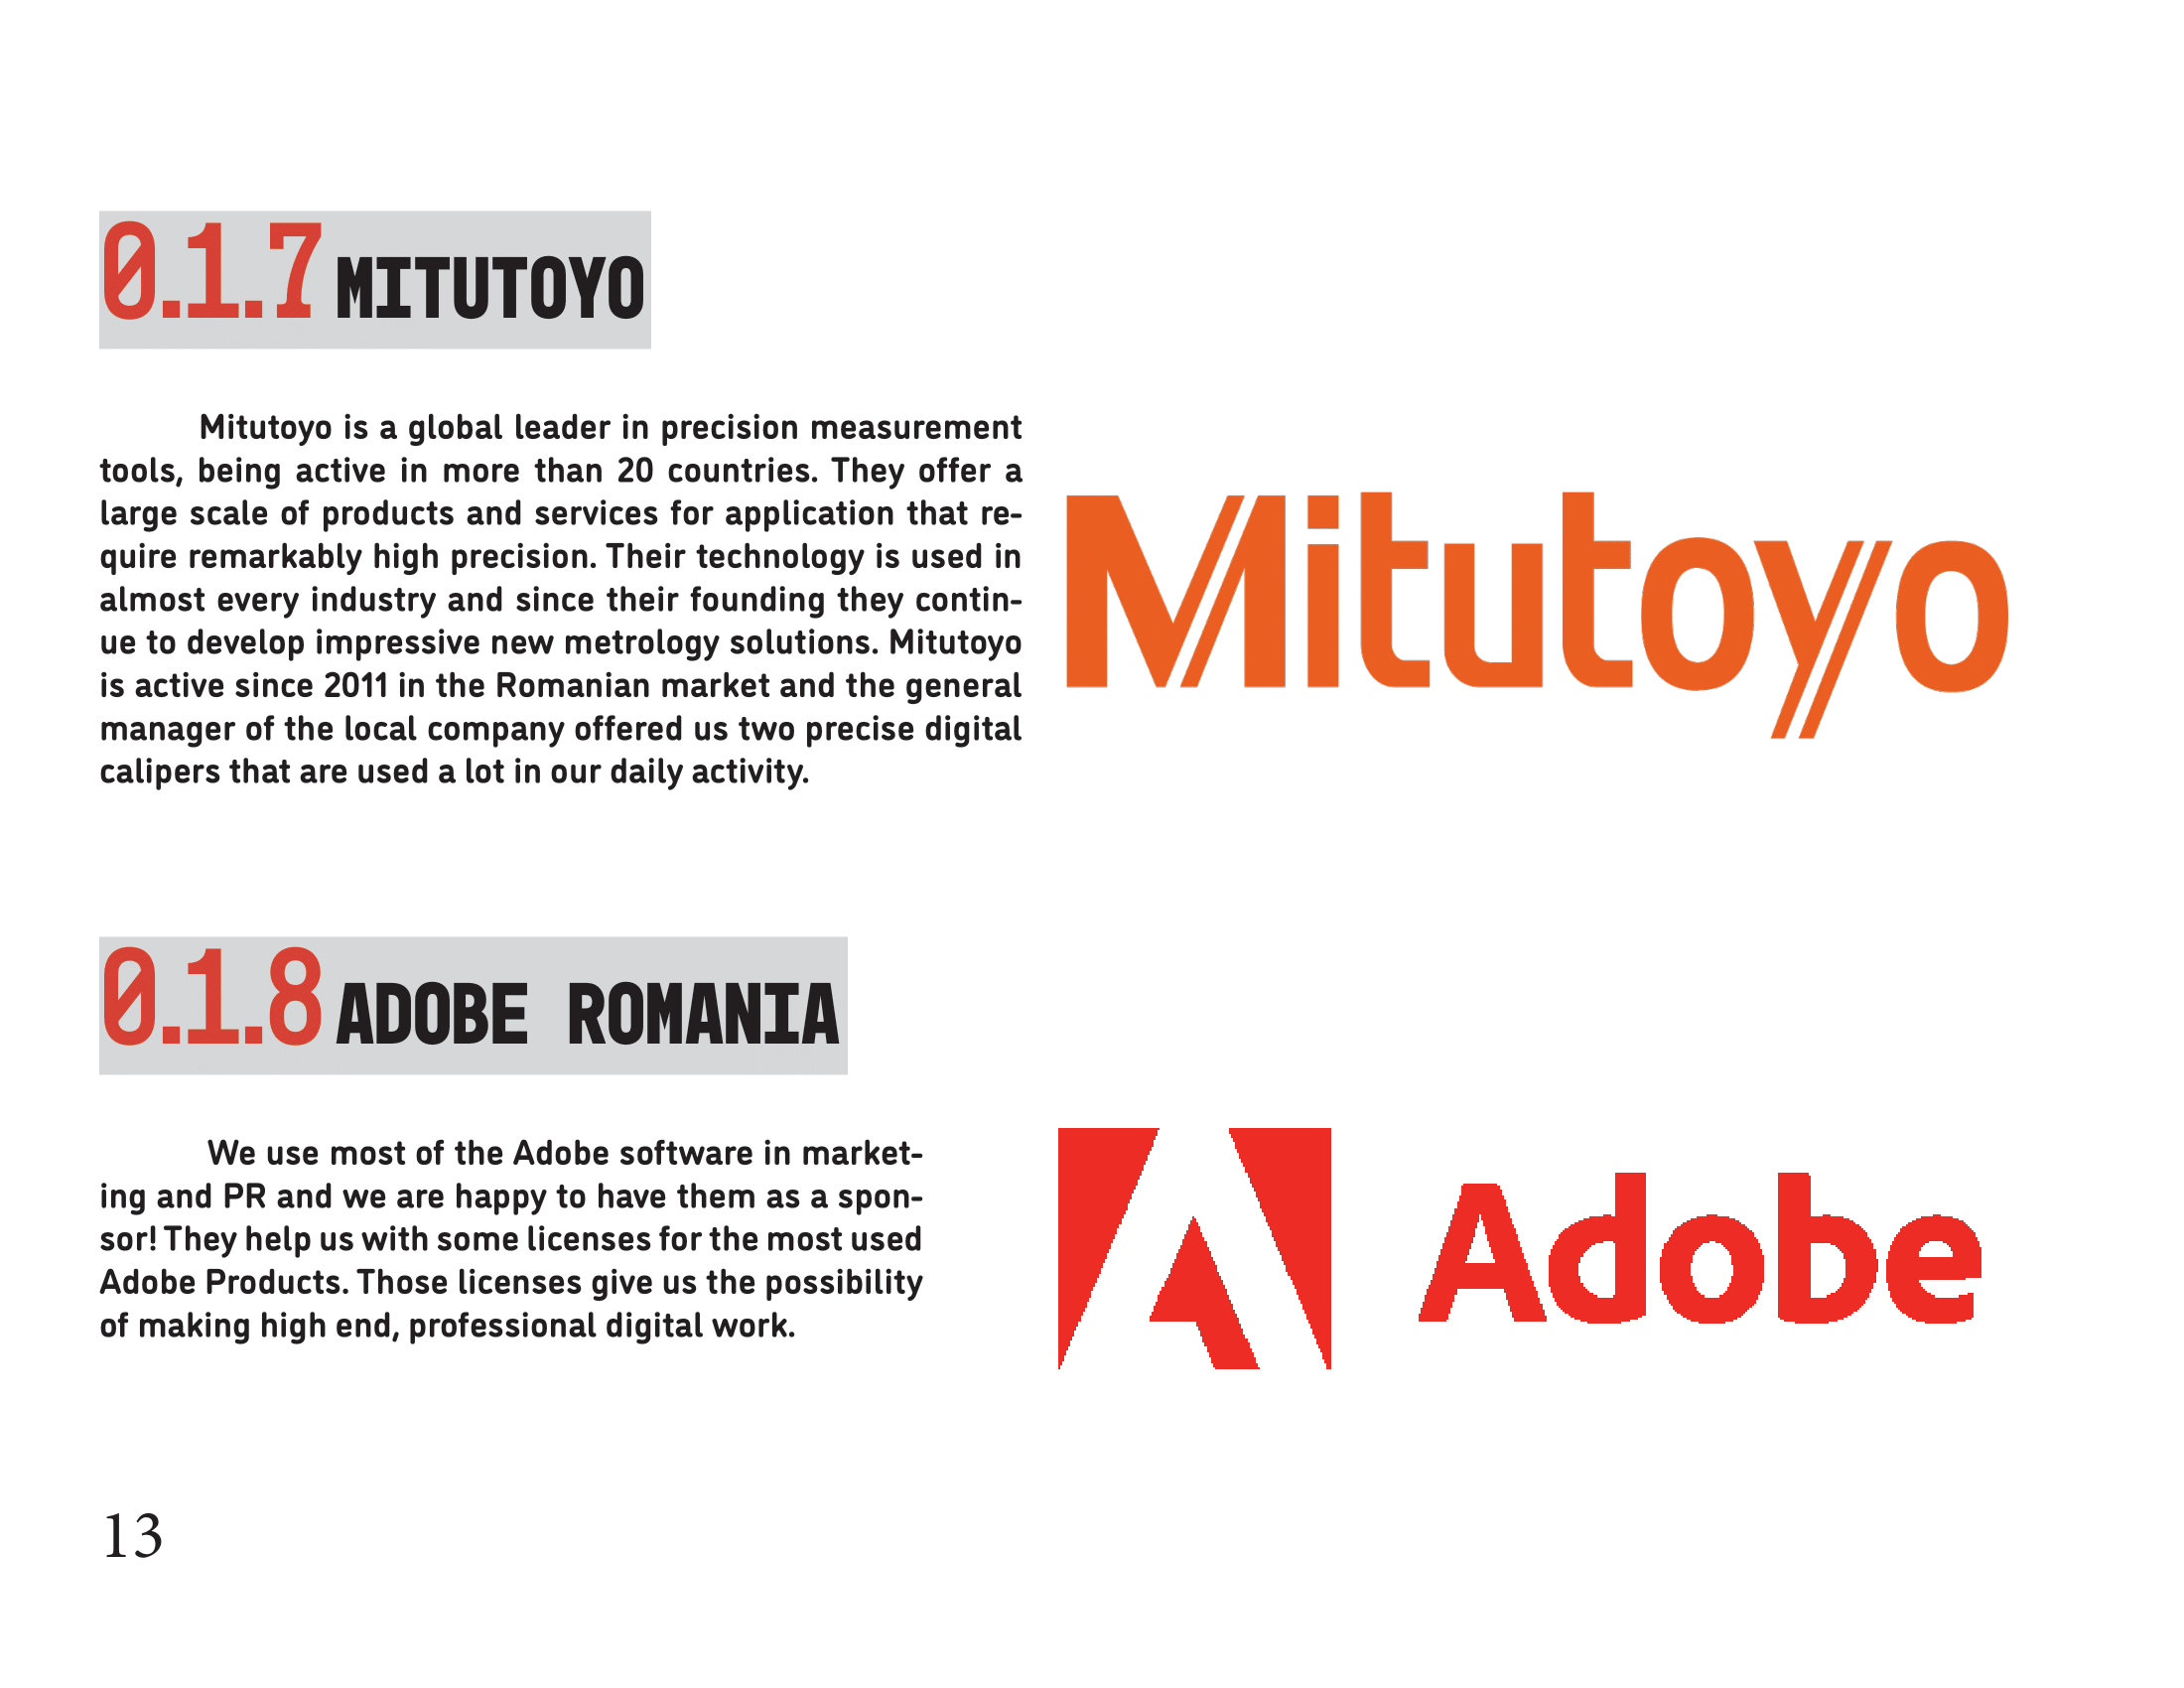 0.1.7 MITUTOYO
Mitutoyo is a global leader in precision measurement
tools, being active in more than 20 countries. They offer a
large scale of products and services for application that re-
quire remarkably high precision. Their technology is used in
almost every industry and since their founding they contin-
ue to develop impressive new metrology solutions. Mitutoyo
is active since 2011 in the Romanian market and the general
manager of the local company offered us two precise digital
calipers that are used a lot in our daily activity.
Mitutoyo
0.1.8 ADOBE ROMANIA
We use most of the Adobe software in market-
ing and PR and we are happy to have them as a spon-
sor! They help us with some licenses for the most used
Adobe Products. Those licenses give us the possibility
of making high end, professional digital work.
Adobe
13